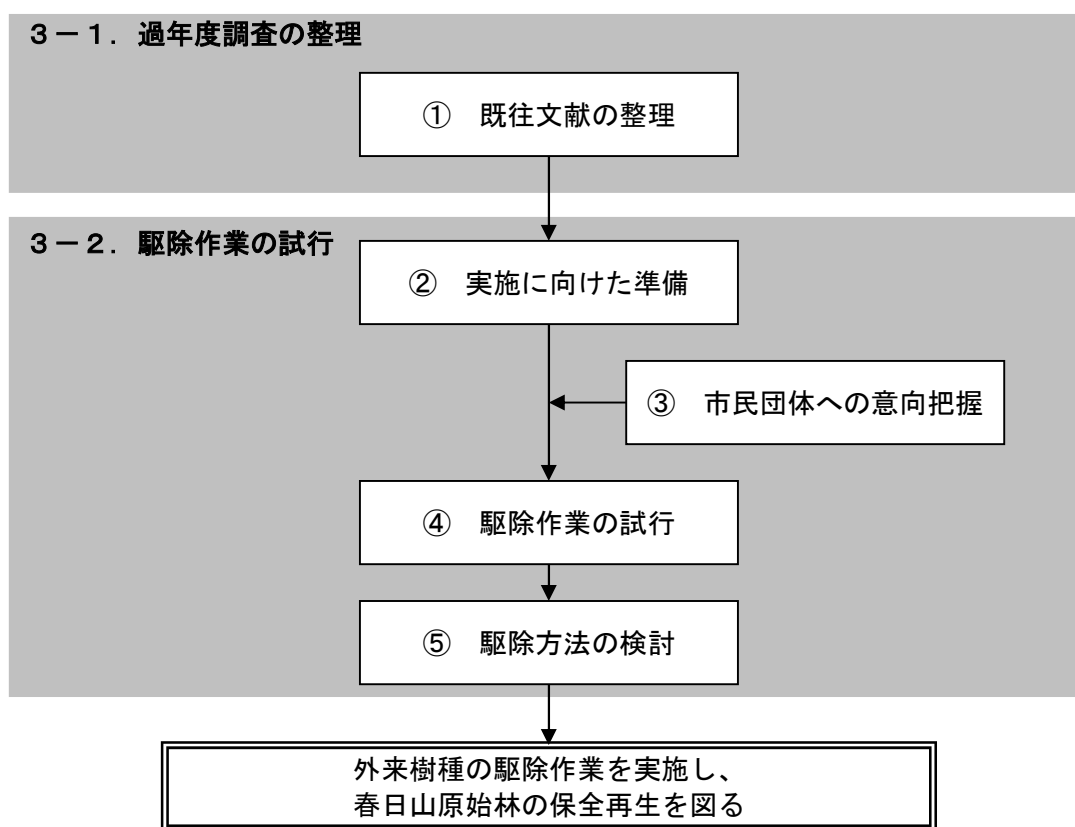 ３－１．過年度調査の整理
①　既往文献の整理
３－２．駆除作業の試行
②　実施に向けた準備
③　市民団体への意向把握
④　駆除作業の試行
⑤　駆除方法の検討
外来樹種の駆除作業を実施し、
春日山原始林の保全再生を図る